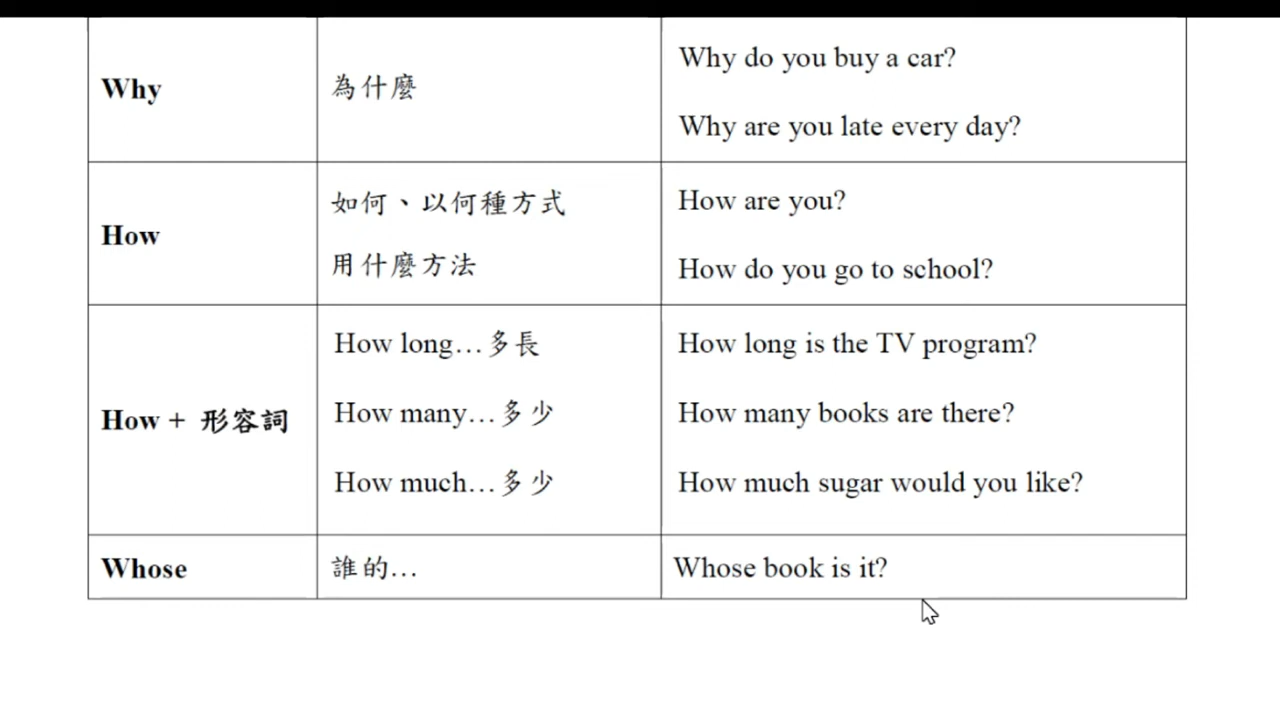 Why
為什麼
Why do you buy a car?
Why are you late every day?
How
如何、以何種方式
用什麼方法
How are you?
How do you go to school?
How + 形容詞
How long…多長
How many…多少
How much…多少
How long is the TV program?
How many books are there?
How much sugar would you like?
Whose
誰的…
Whose book is it?